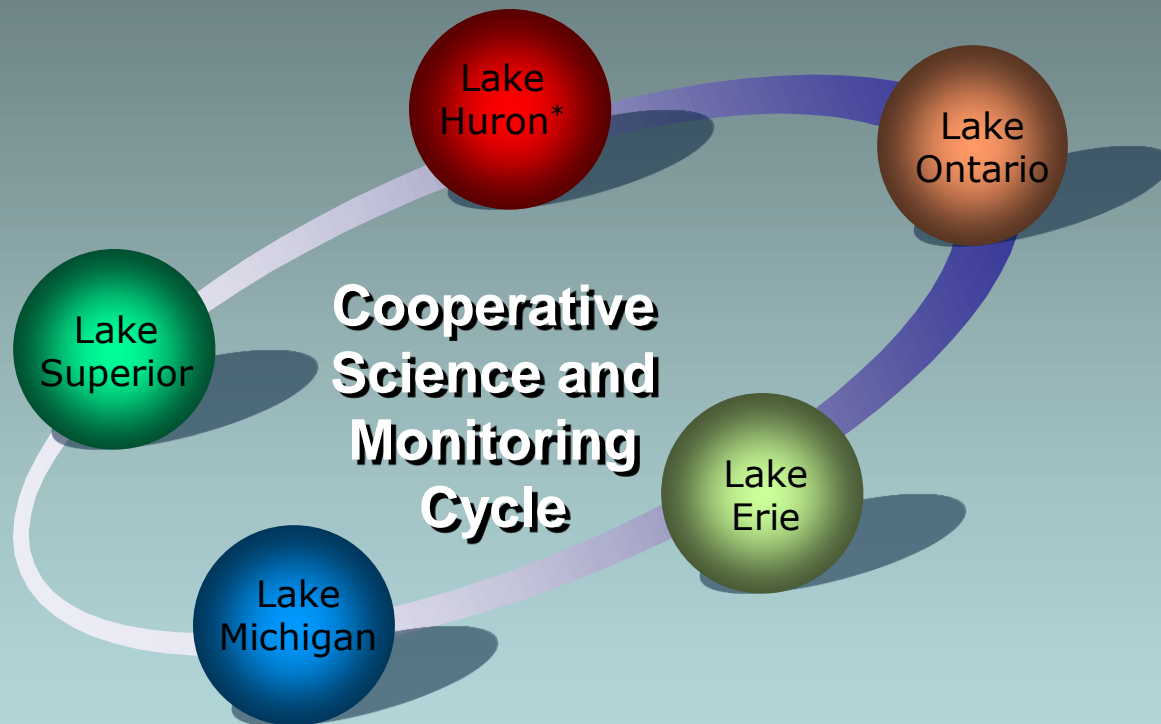 Lake
Huron*
Lake
Ontario
Lake
Superior
Cooperative
Science and
Monitoring
Cycle
Lake
Erie
Lake
Michigan